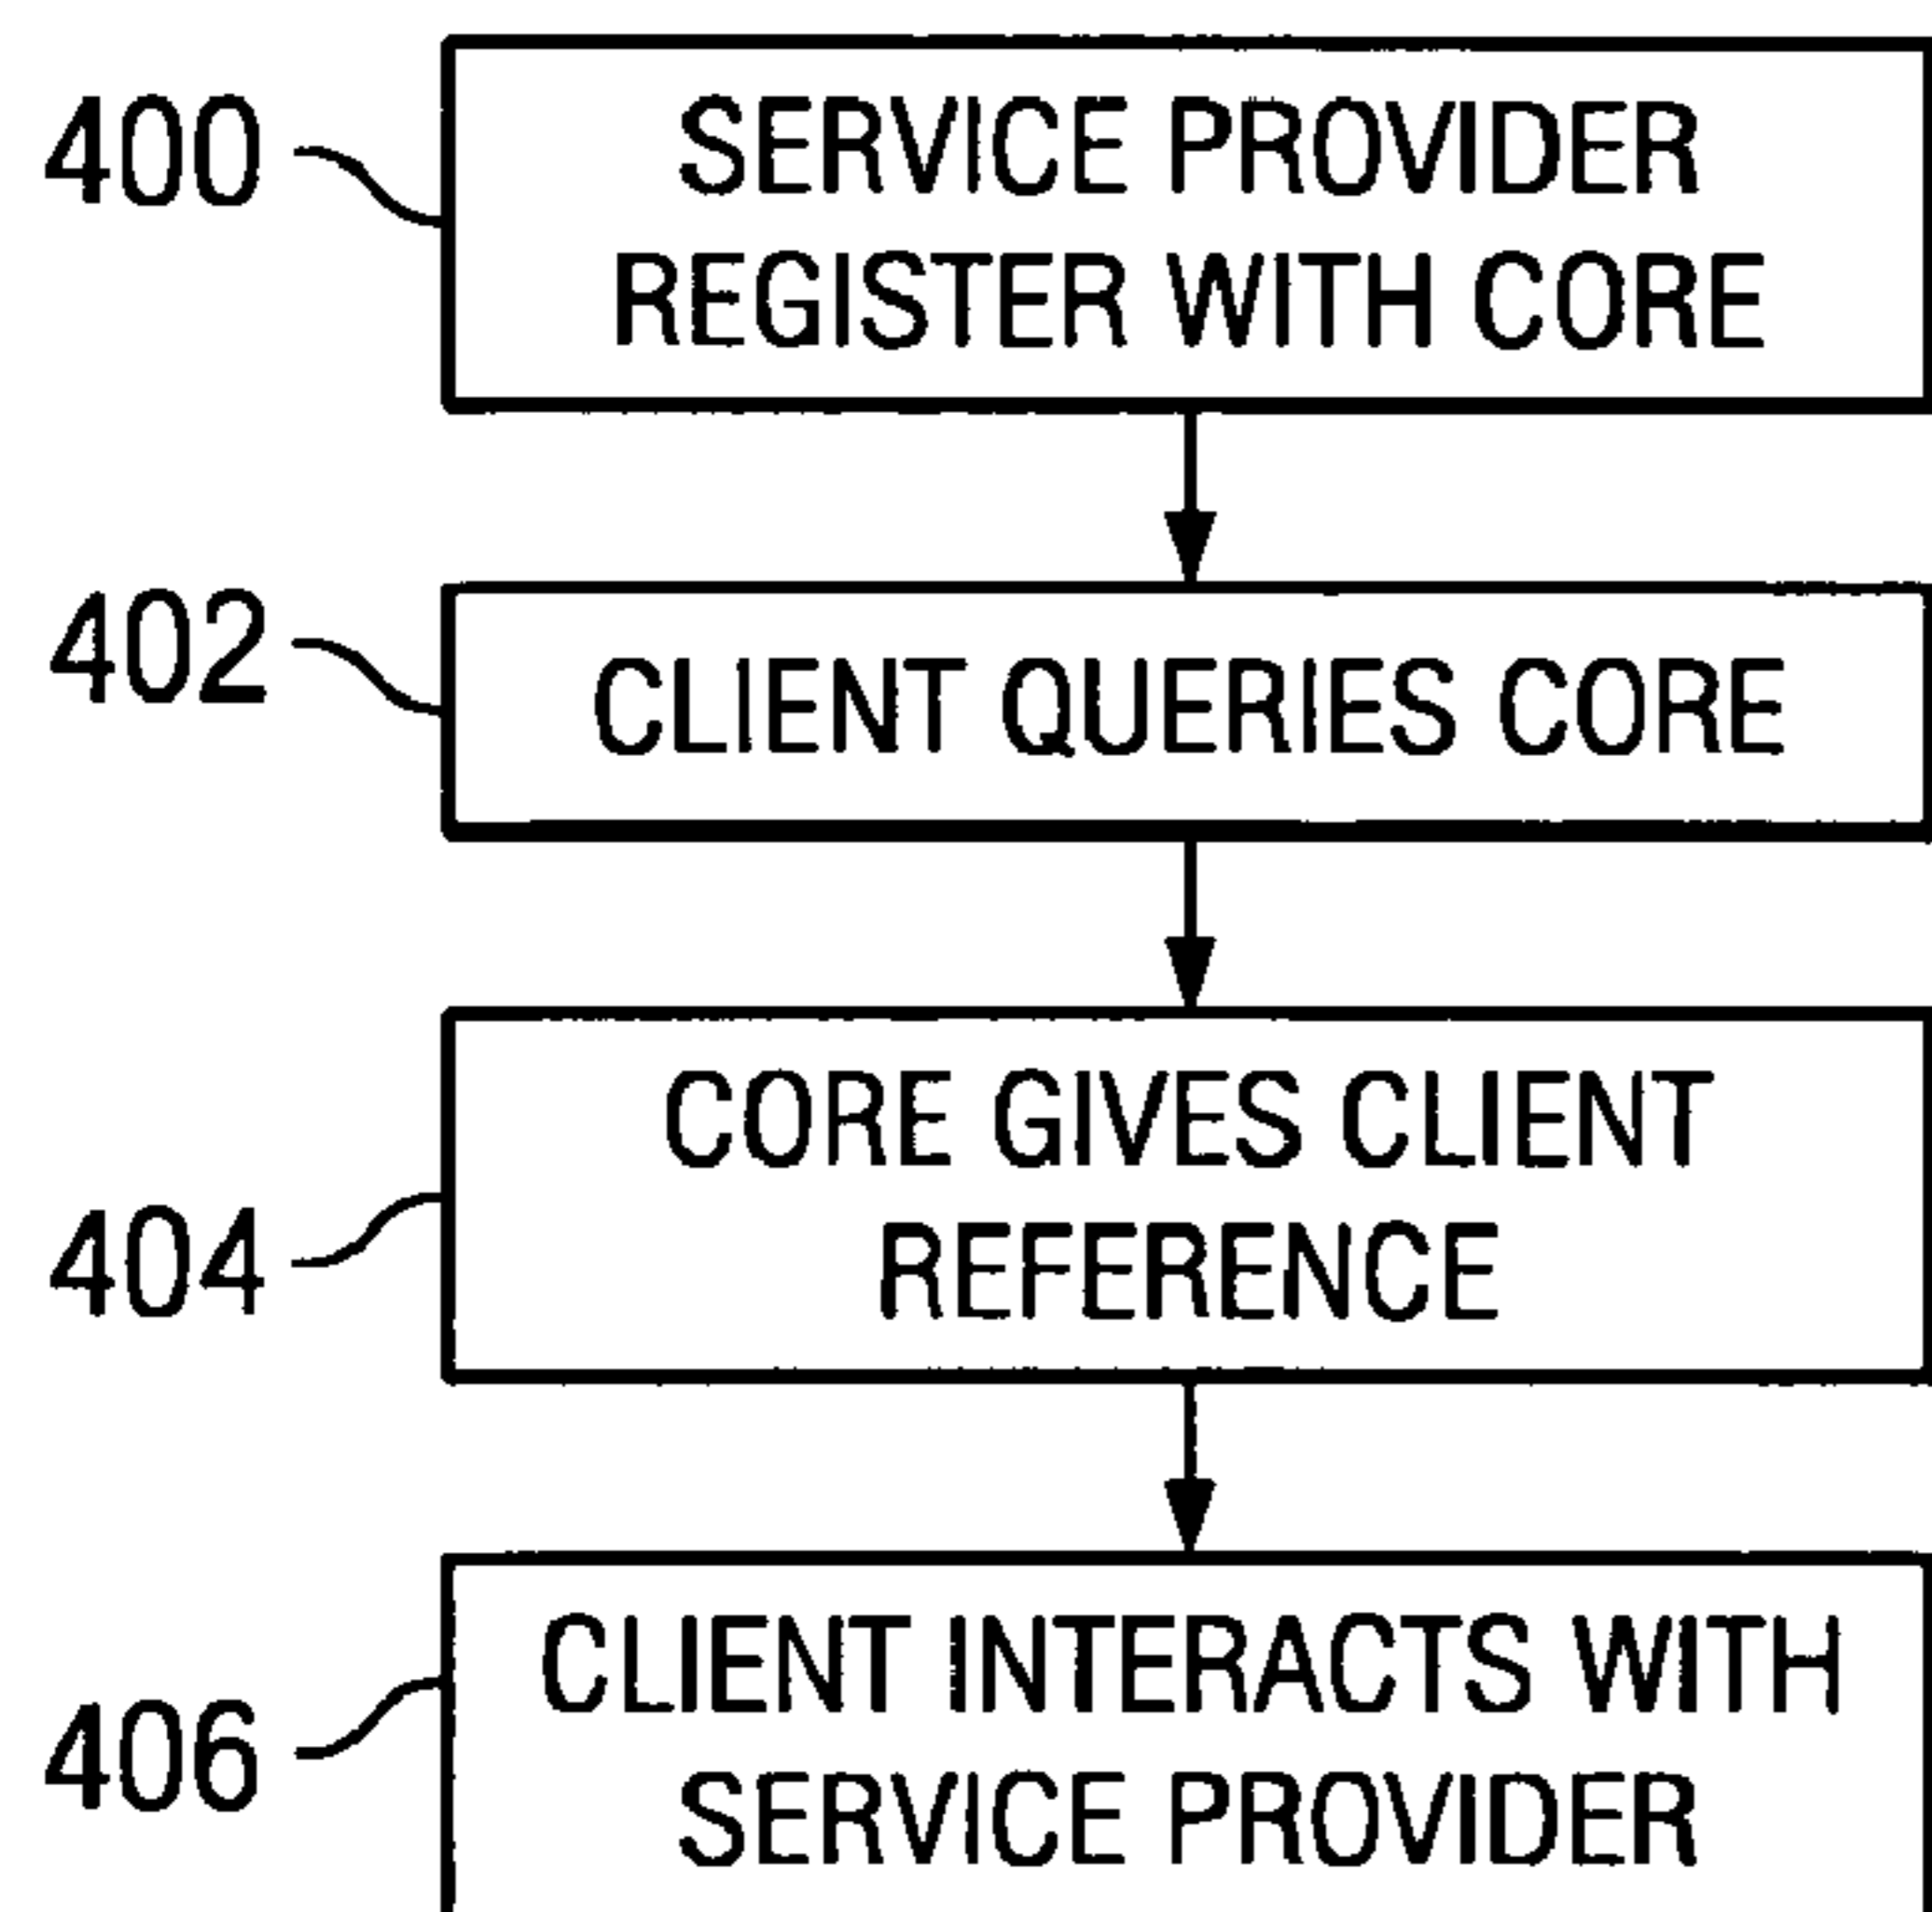 400
SERVICE PROVIDER
REGISTER WITH CORE
402
CLIENT QUERIES CORE
CORE GIVES CLIENT
REFERENCE
404
CLIENT INTERACTS WITH
SERVICE PROVIDER
406